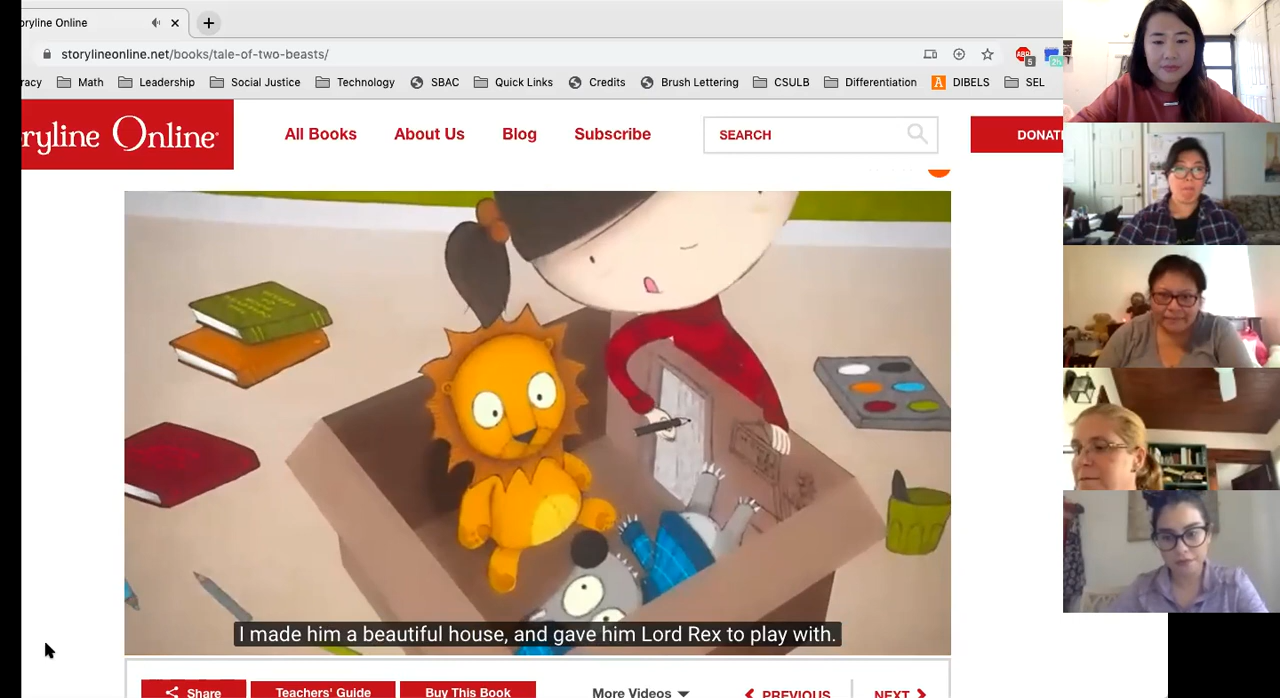 oryline Online
storylineonline.net/books/tale-of-two-beasts/
racy Math Leadership Social Justice Technology SBAC Quick Links Credits Brush Lettering CSULB Differentiation DIBELS SEL
ABP
5
ryline Online
All Books About Us Blog Subscribe SEARCH DONAT
I made him a beautiful house, and gave him Lord Rex to play with.
Share Teachers' Guide Buy This Book More Videos PREVIOUS NEXT